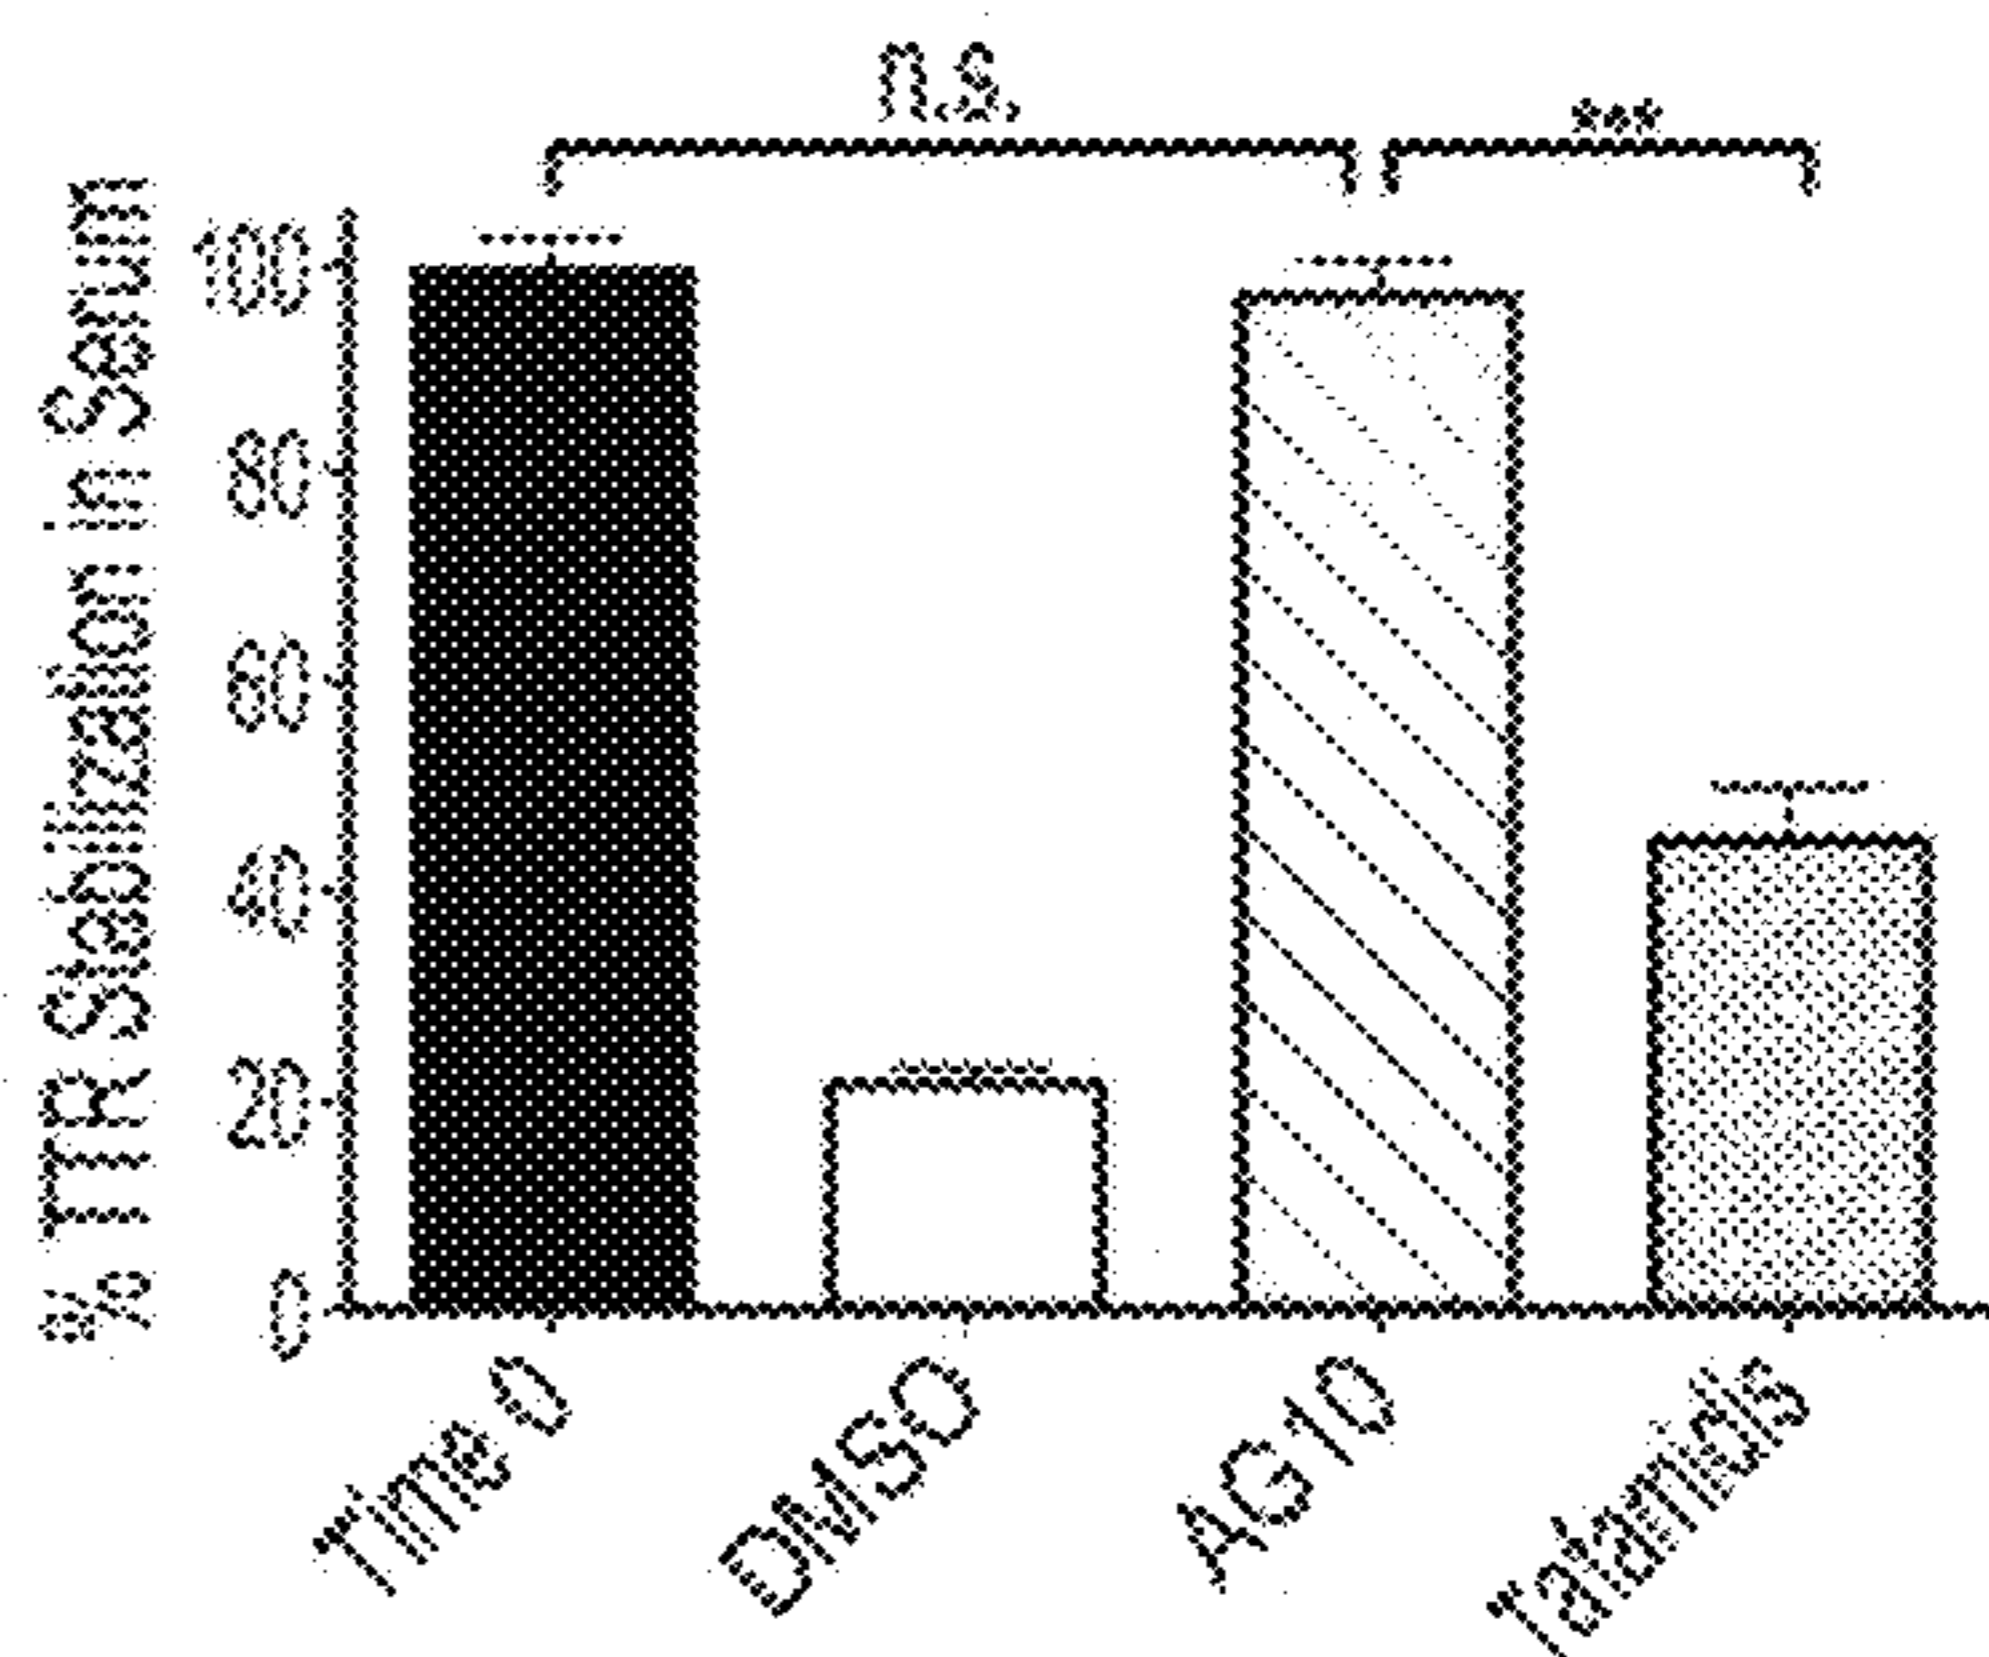 n.s.
***
% TTR Stabilization in Serum
100
80
60
40
20
0
Time 0
DMSO
AG10
Tafamidis